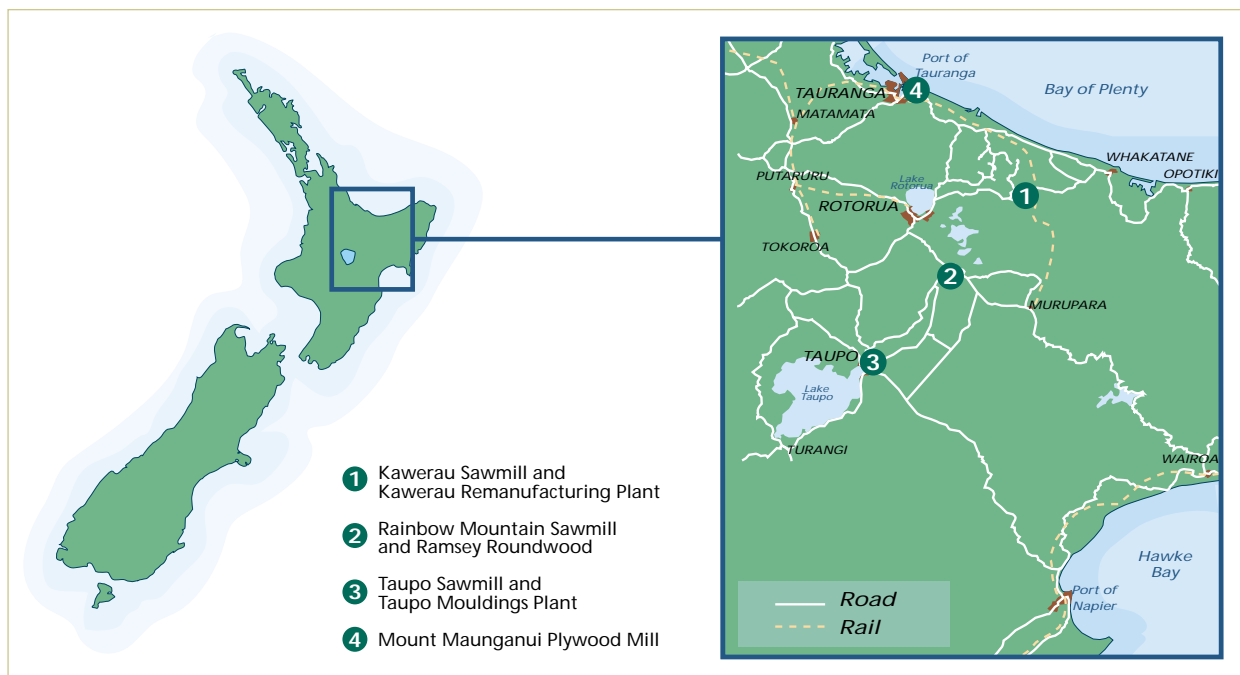 1 Kawerau Sawmill and
Kawerau Remanufacturing Plant
2 Rainbow Mountain Sawmill
and Ramsey Roundwood
3 Taupo Sawmill and
Taupo Mouldings Plant
4 Mount Maunganui Plywood Mill
Port of
Tauranga
TAURANGA
4
Bay of Plenty
MATAMATA
WHAKATANE
OPOTIKI
PUTARURU
Lake
Rotorua
1
ROTORUA
TOKOROA
2
MURUPARA
TAUPO
3
Lake
Taupo
TURANGI
WAIROA
Hawke
Bay
Port of
Napier
Road
Rail